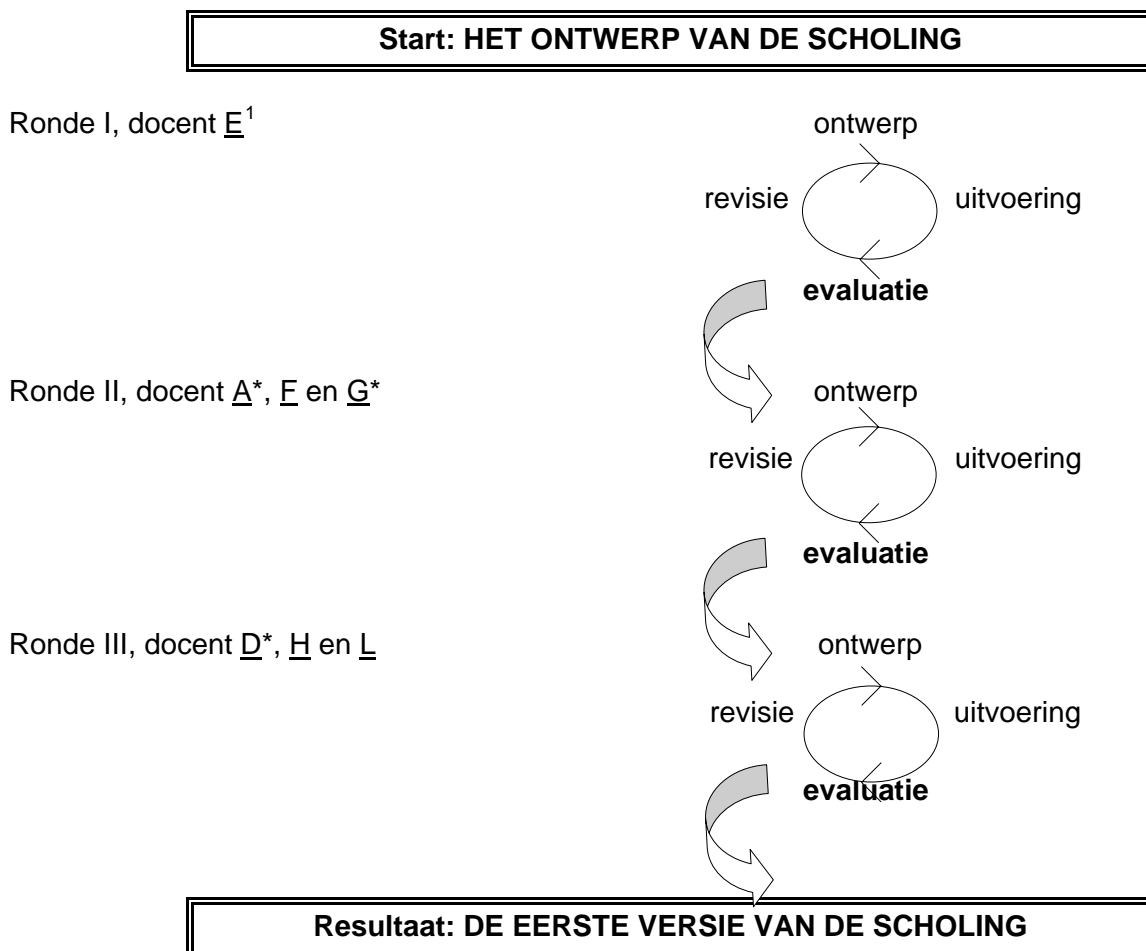 Start: HET ONTWERP VAN DE SCHOLING
Ronde I, docent E¹
ontwerp
revisie
uitvoering
evaluatie
Ronde II, docent A*, F en G*
ontwerp
revisie
uitvoering
evaluatie
Ronde III, docent D*, H en L
ontwerp
revisie
uitvoering
evaluatie
Resultaat: DE EERSTE VERSIE VAN DE SCHOLING